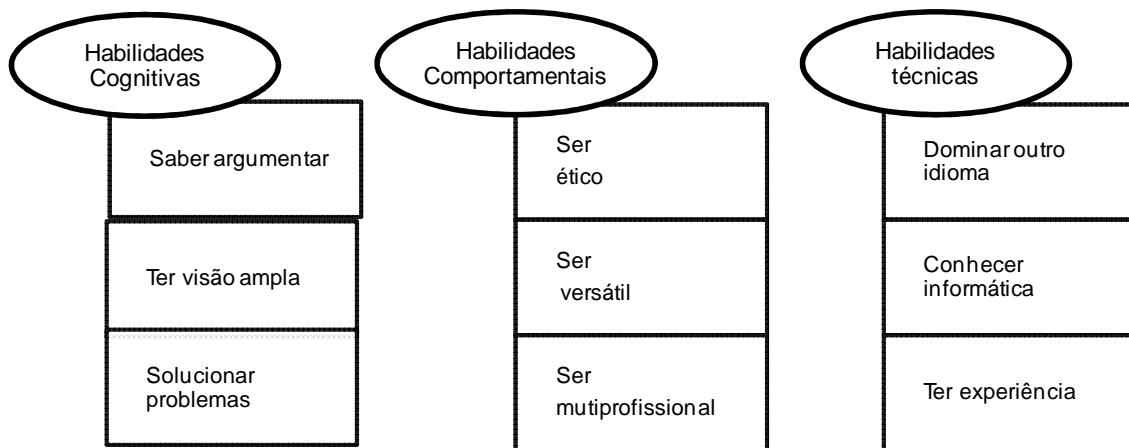 Habilidades
Cognitivas
Saber argumentar
Ter visão ampla
Solucionar
problemas
Habilidades
Comportamentais
Ser
ético
Ser
versátil
Ser
mutiprofissional
Habilidades
técnicas
Dominar outro
idioma
Conhecer
informática
Ter experiência